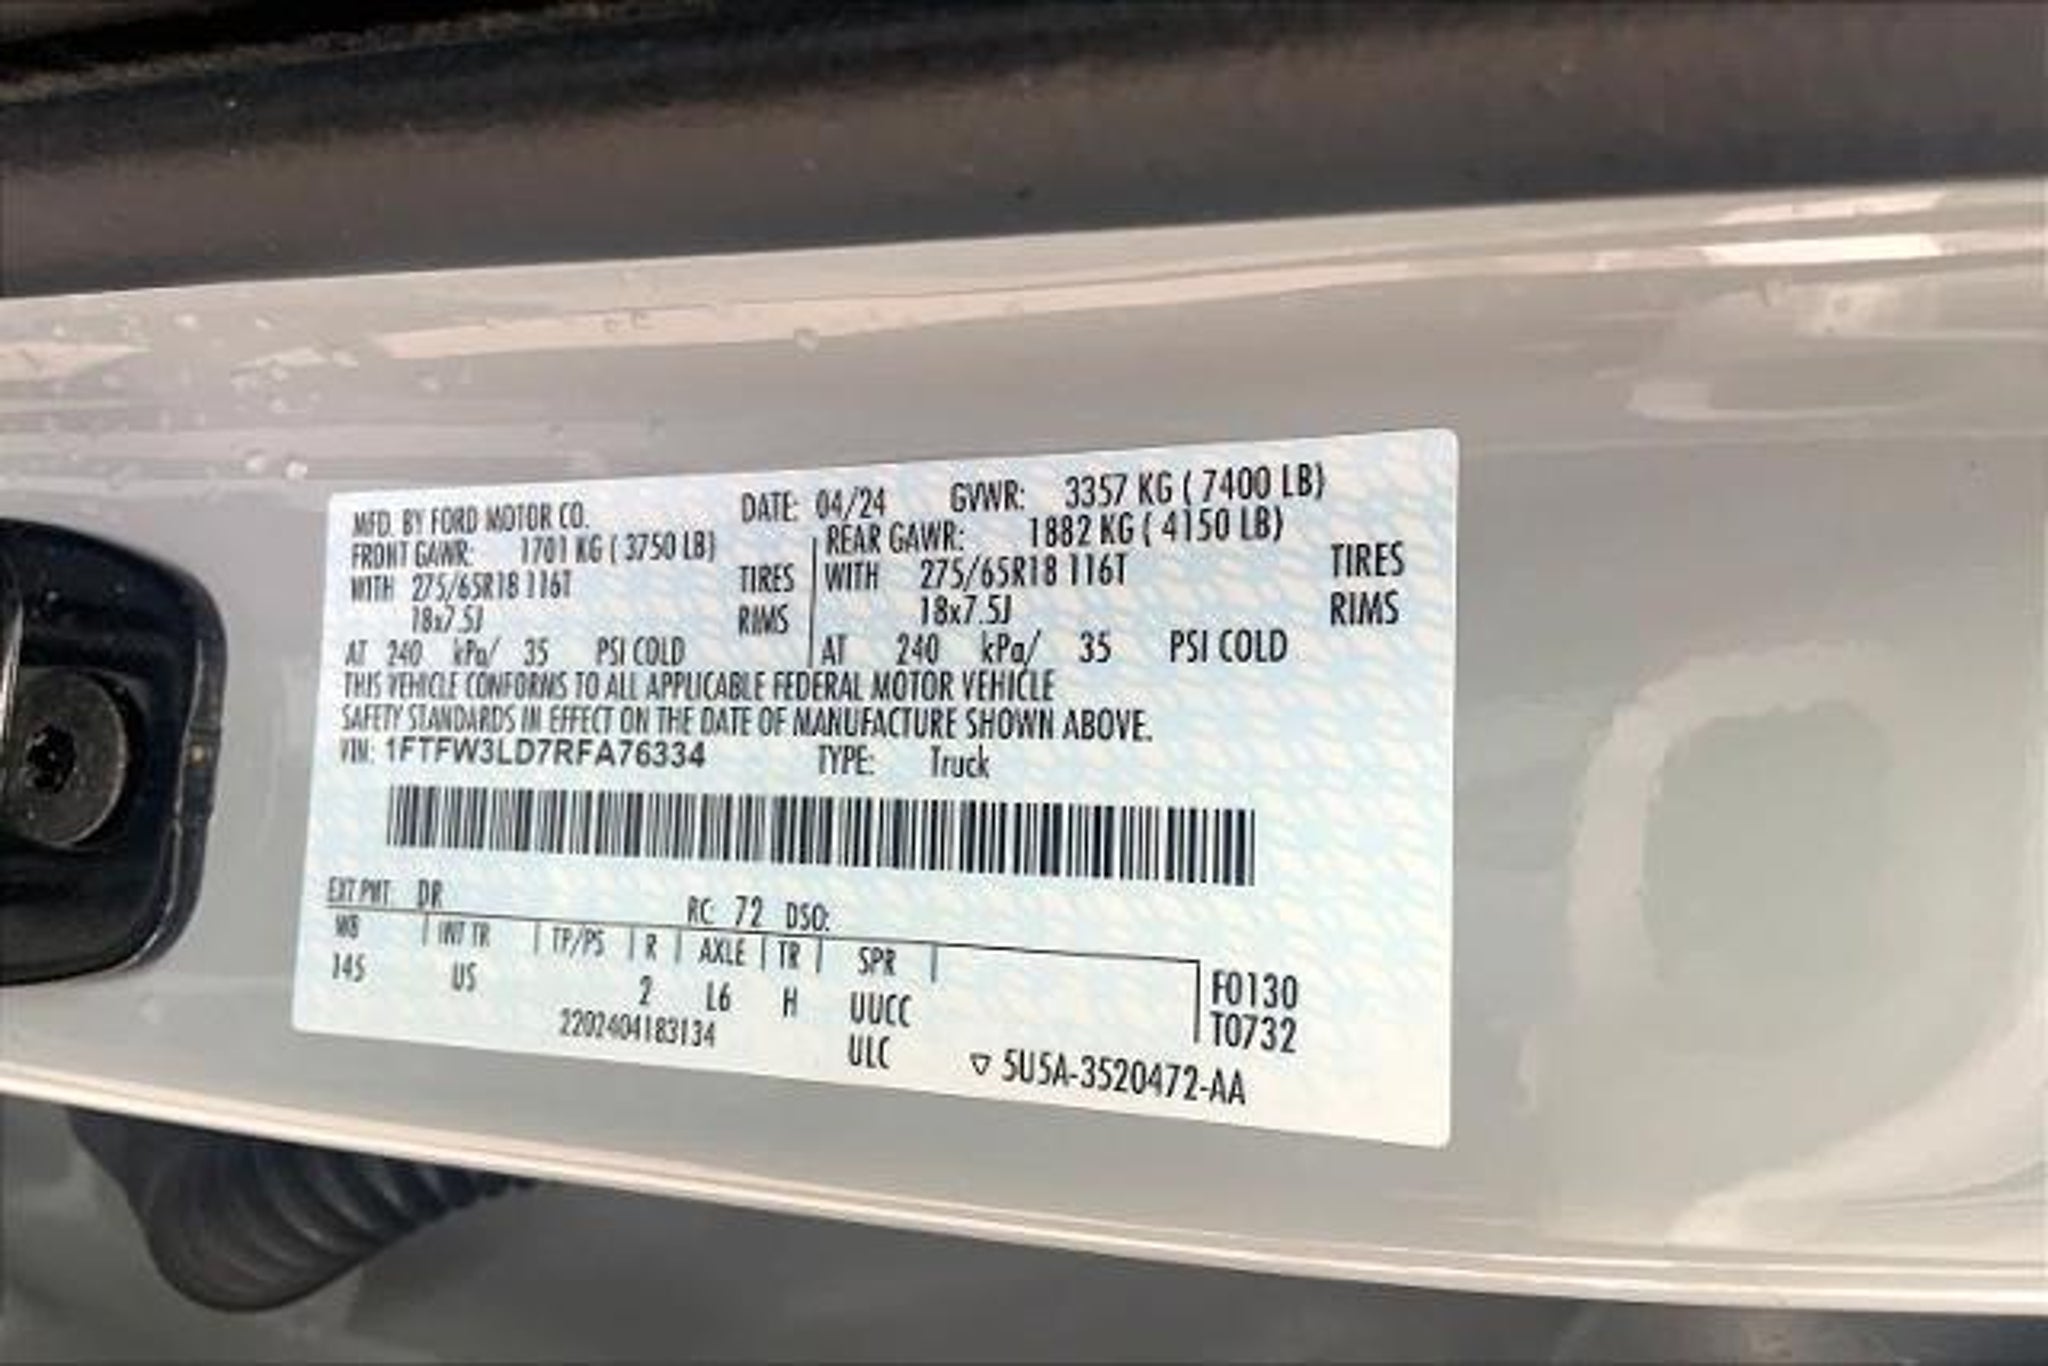 MFD. BY FORD MOTOR CO. DATE: 04/24 GVWR: 3357 KG ( 7400 LB)
FRONT GAWR: 1701 KG ( 3750 LB) REAR GAWR: 1882 KG ( 4150 LB)
WITH 275/65R18 116T TIRES WITH 275/65R18 116T TIRES
18x7.5J RIMS 18x7.5J RIMS
AT 240 kPa/ 35 PSI COLD AT 240 kPa/ 35 PSI COLD
THIS VEHICLE CONFORMS TO ALL APPLICABLE FEDERAL MOTOR VEHICLE
SAFETY STANDARDS IN EFFECT ON THE DATE OF MANUFACTURE SHOWN ABOVE.
VIN: 1FTFW3LD7RFA76334 TYPE: Truck
EXT PNT: DR RC: 72 DSO:
WB INT TR TP/PS R AXLE TR SPR
145 US 2 L6 H UUCC F0130
T0732
2202404183134 ULC ▽ 5U5A-3520472-AA